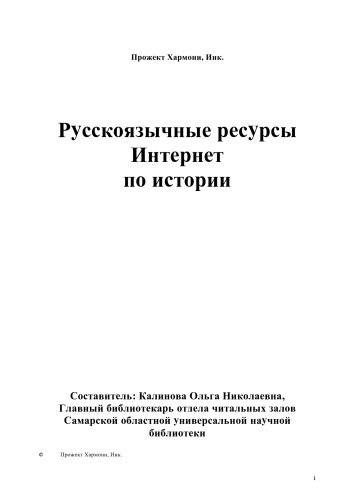 Прожект Хармони, Инк.
Русскоязычные ресурсы
Интернет
по истории
Составитель: Калинова Ольга Николаевна,
Главный библиотекарь отдела читальных залов
Самарской областной универсальной научной
библиотеки
© Прожект Хармони, Инк.
1